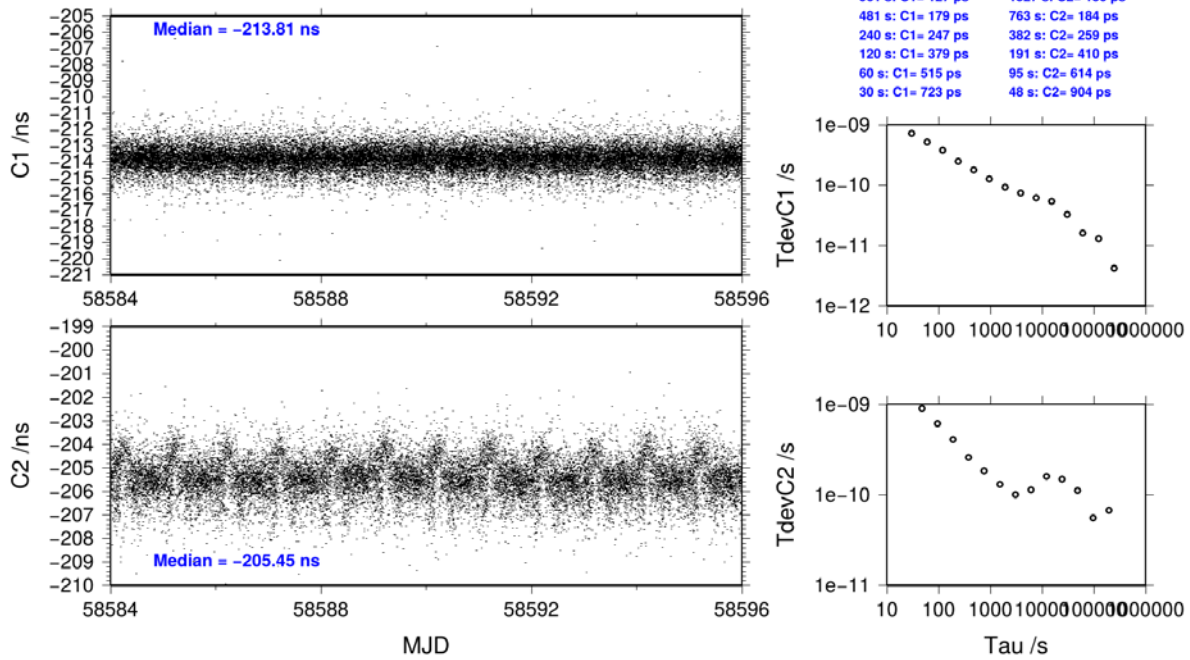 Median = −213.81 ns
C1 /ns
−205
−206
−207
−208
−209
−210
−211
−212
−213
−214
−215
−216
−217
−218
−219
−220
−221
58584 58588 58592 58596
481 s: C1= 179 ps 763 s: C2= 184 ps
240 s: C1= 247 ps 382 s: C2= 259 ps
120 s: C1= 379 ps 191 s: C2= 410 ps
60 s: C1= 515 ps 95 s: C2= 614 ps
30 s: C1= 723 ps 48 s: C2= 904 ps
TdevC1 /s
1e−09
1e−10
1e−11
1e−12
10 100 1000 10000 100000 1000000
C2 /ns
−199
−200
−201
−202
−203
−204
−205
−206
−207
−208
−209
−210
Median = −205.45 ns
58584 58588 58592 58596
MJD
TdevC2 /s
1e−09
1e−10
1e−11
10 100 1000 10000 100000 1000000
Tau /s